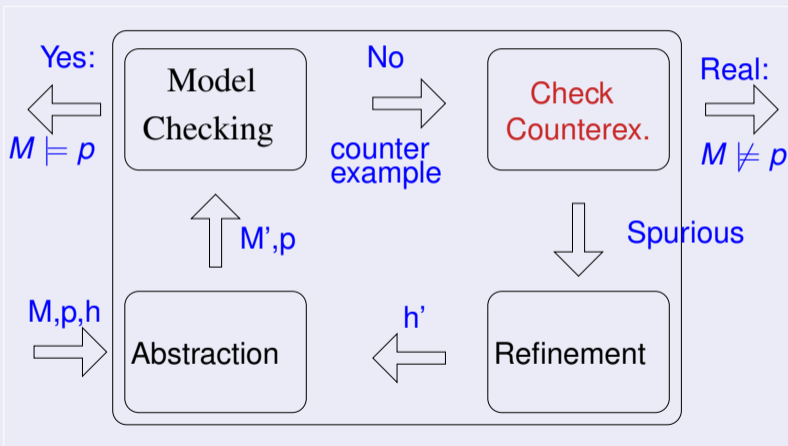 Yes:
M ⊨ p
Model
Checking
No
counter
example
Check
Counterex.
Real:
M ⊭ p
M',p
Spurious
M,p,h
Abstraction
h'
Refinement